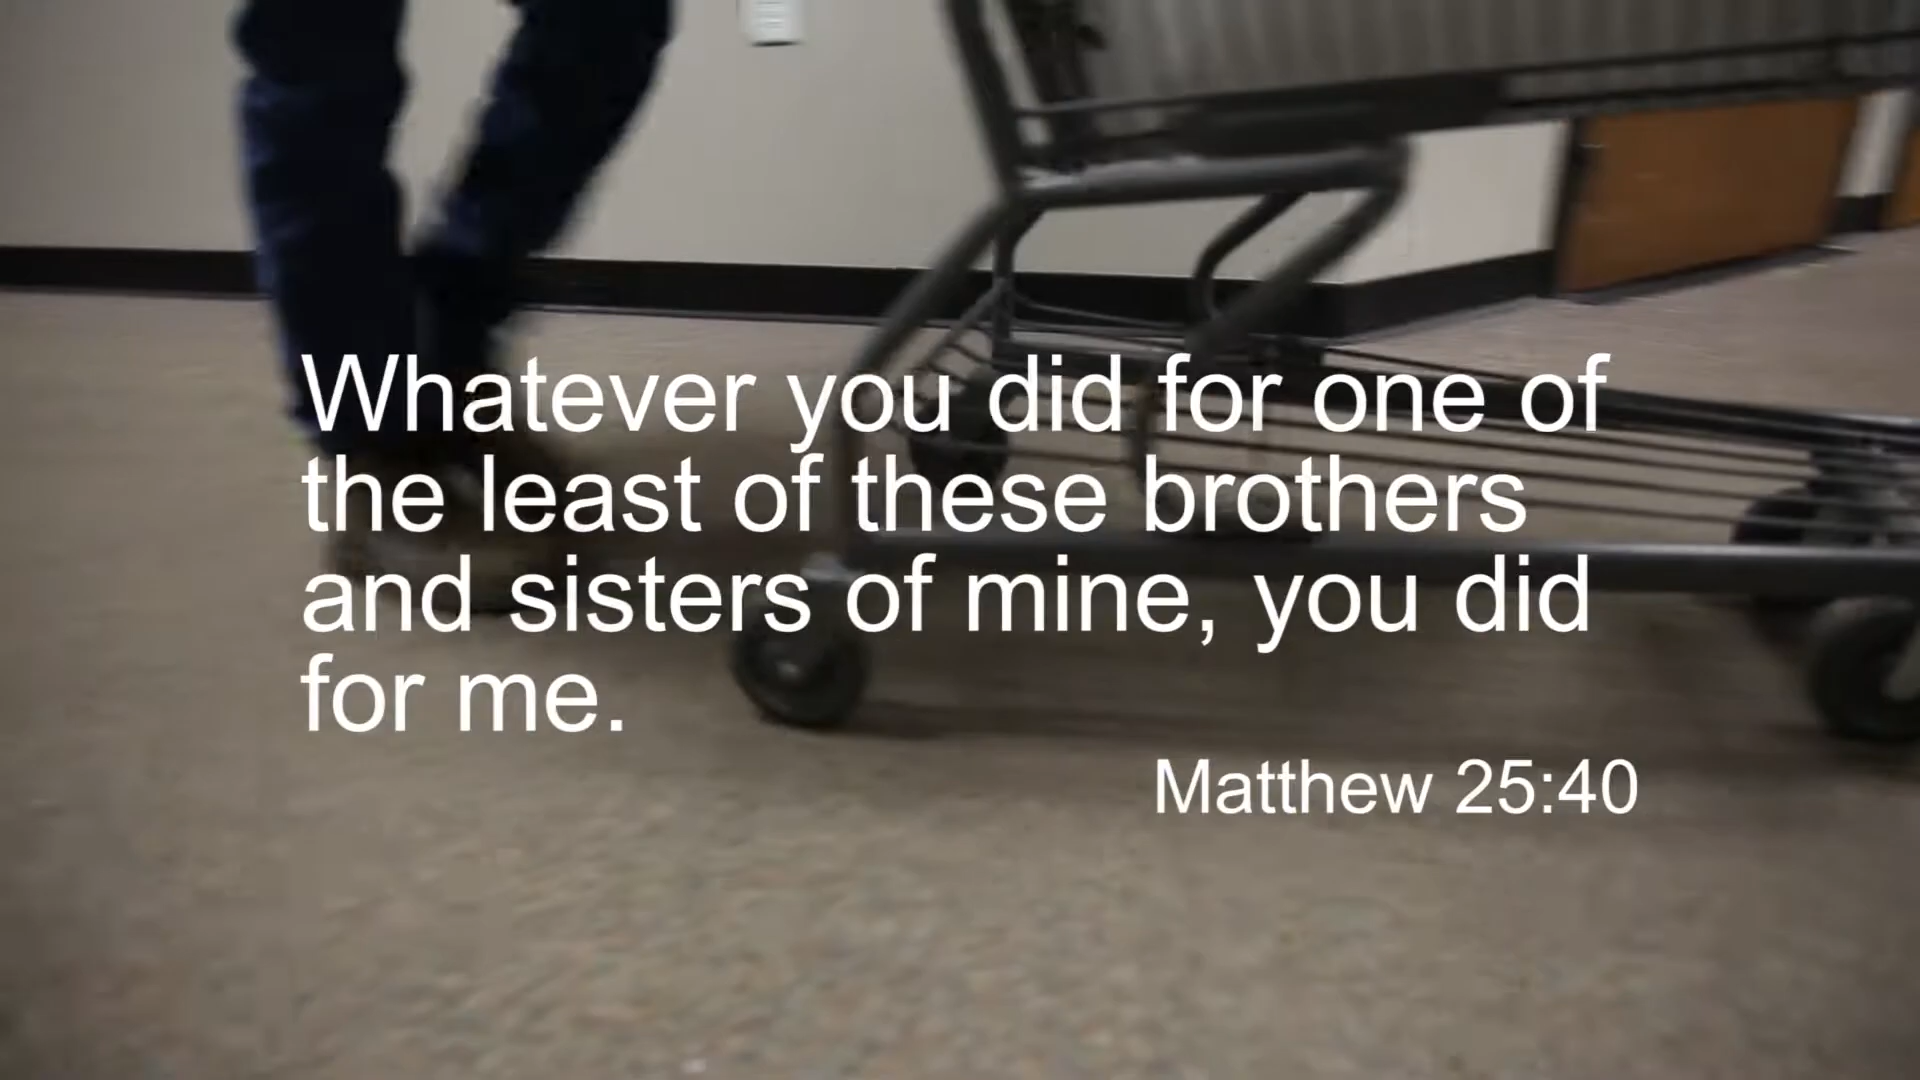 Whatever you did for one of
the least of these brothers
and sisters of mine, you did
for me.
Matthew 25:40